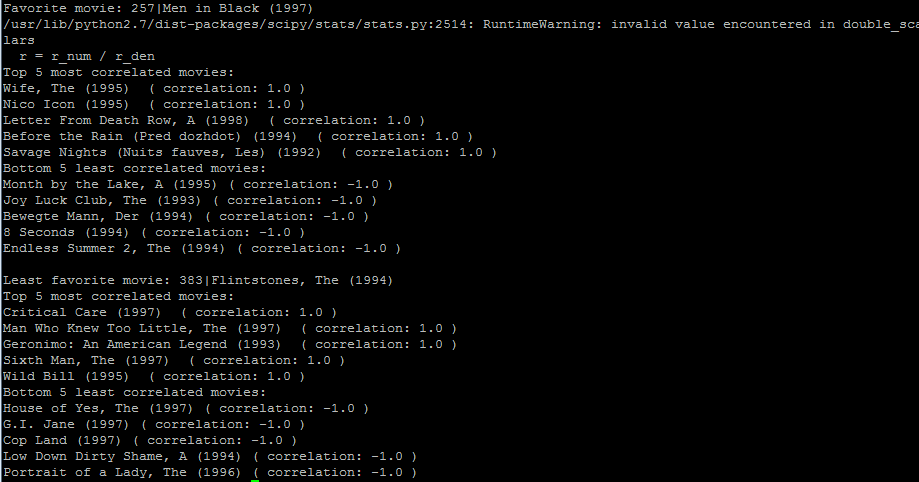 Favorite movie: 257|Men in Black (1997)
/usr/lib/python2.7/dist-packages/scipy/stats/stats.py:2514: RuntimeWarning: invalid value encountered in double_sca
lars
  r = r_num / r_den
Top 5 most correlated movies:
Wife, The (1995)  ( correlation: 1.0 )
Nico Icon (1995)  ( correlation: 1.0 )
Letter From Death Row, A (1998)  ( correlation: 1.0 )
Before the Rain (Pred dozhdot) (1994)  ( correlation: 1.0 )
Savage Nights (Nuits fauves, Les) (1992)  ( correlation: 1.0 )
Bottom 5 least correlated movies:
Month by the Lake, A (1995) ( correlation: -1.0 )
Joy Luck Club, The (1993) ( correlation: -1.0 )
Bewegte Mann, Der (1994) ( correlation: -1.0 )
8 Seconds (1994) ( correlation: -1.0 )
Endless Summer 2, The (1994) ( correlation: -1.0 )

Least favorite movie: 383|Flintstones, The (1994)
Top 5 most correlated movies:
Critical Care (1997)  ( correlation: 1.0 )
Man Who Knew Too Little, The (1997)  ( correlation: 1.0 )
Geronimo: An American Legend (1993)  ( correlation: 1.0 )
Sixth Man, The (1997)  ( correlation: 1.0 )
Wild Bill (1995)  ( correlation: 1.0 )
Bottom 5 least correlated movies:
House of Yes, The (1997) ( correlation: -1.0 )
G.I. Jane (1997) ( correlation: -1.0 )
Cop Land (1997) ( correlation: -1.0 )
Low Down Dirty Shame, A (1994) ( correlation: -1.0 )
Portrait of a Lady, The (1996) ( correlation: -1.0 )